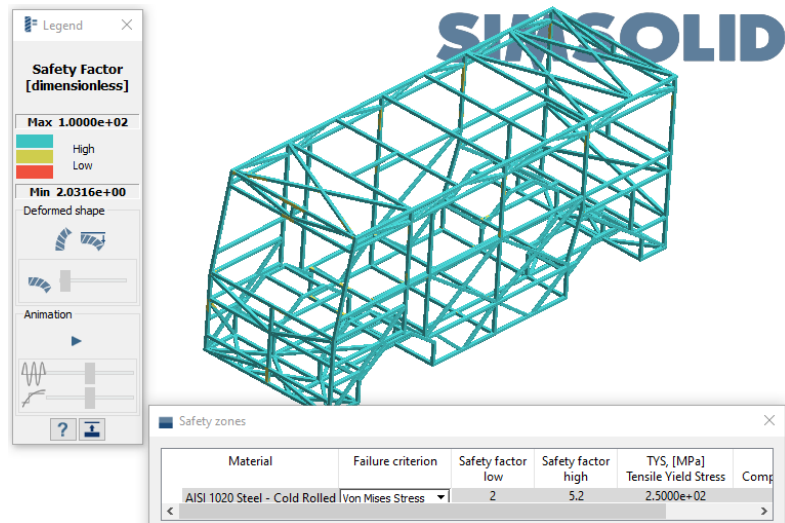 Legend
SIMSOLID
Safety Factor
[dimensionless]
Max 1.0000e+02
High
Low
Min 2.0316e+00
Deformed shape
Animation
?
Safety zones
Material Failure criterion Safety factor low Safety factor high TYS, [MPa] Tensile Yield Stress Comp
AISI 1020 Steel - Cold Rolled Von Mises Stress 2 5.2 2.5000e+02